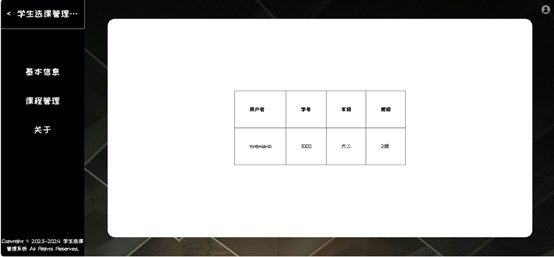 < 学生选课管理…
基本信息
课程管理
关于
用户名 学号 年级 班级
1002 大二 2班
Copyright © 2023-2024 学生选课
管理系统 All Rights Reserved.